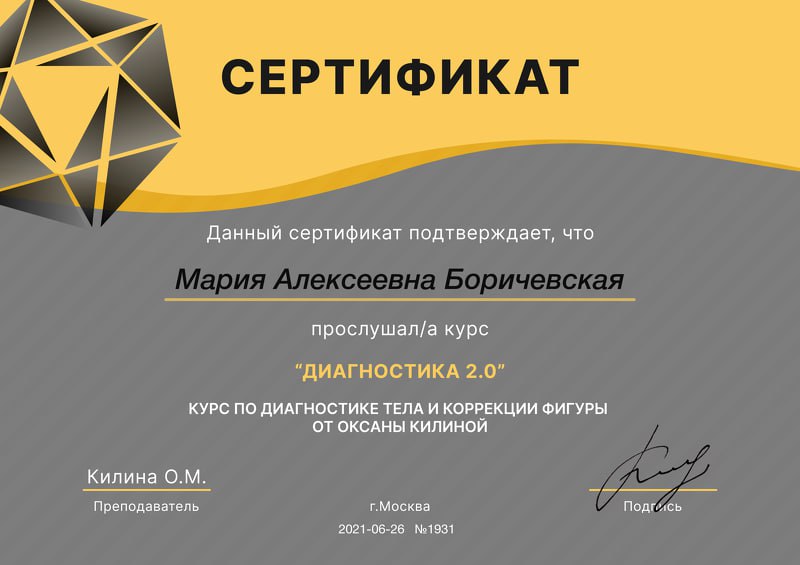 СЕРТИФИКАТ
Данный сертификат подтверждает, что
Мария Алексеевна Боричевская
прослушал/а курс
“ДИАГНОСТИКА 2.0”
КУРС ПО ДИАГНОСТИКЕ ТЕЛА И КОРРЕКЦИИ ФИГУРЫ
ОТ ОКСАНЫ КИЛИНОЙ
Килина О.М.
Преподаватель
г.Москва
Подпись
2021-06-26 №1931